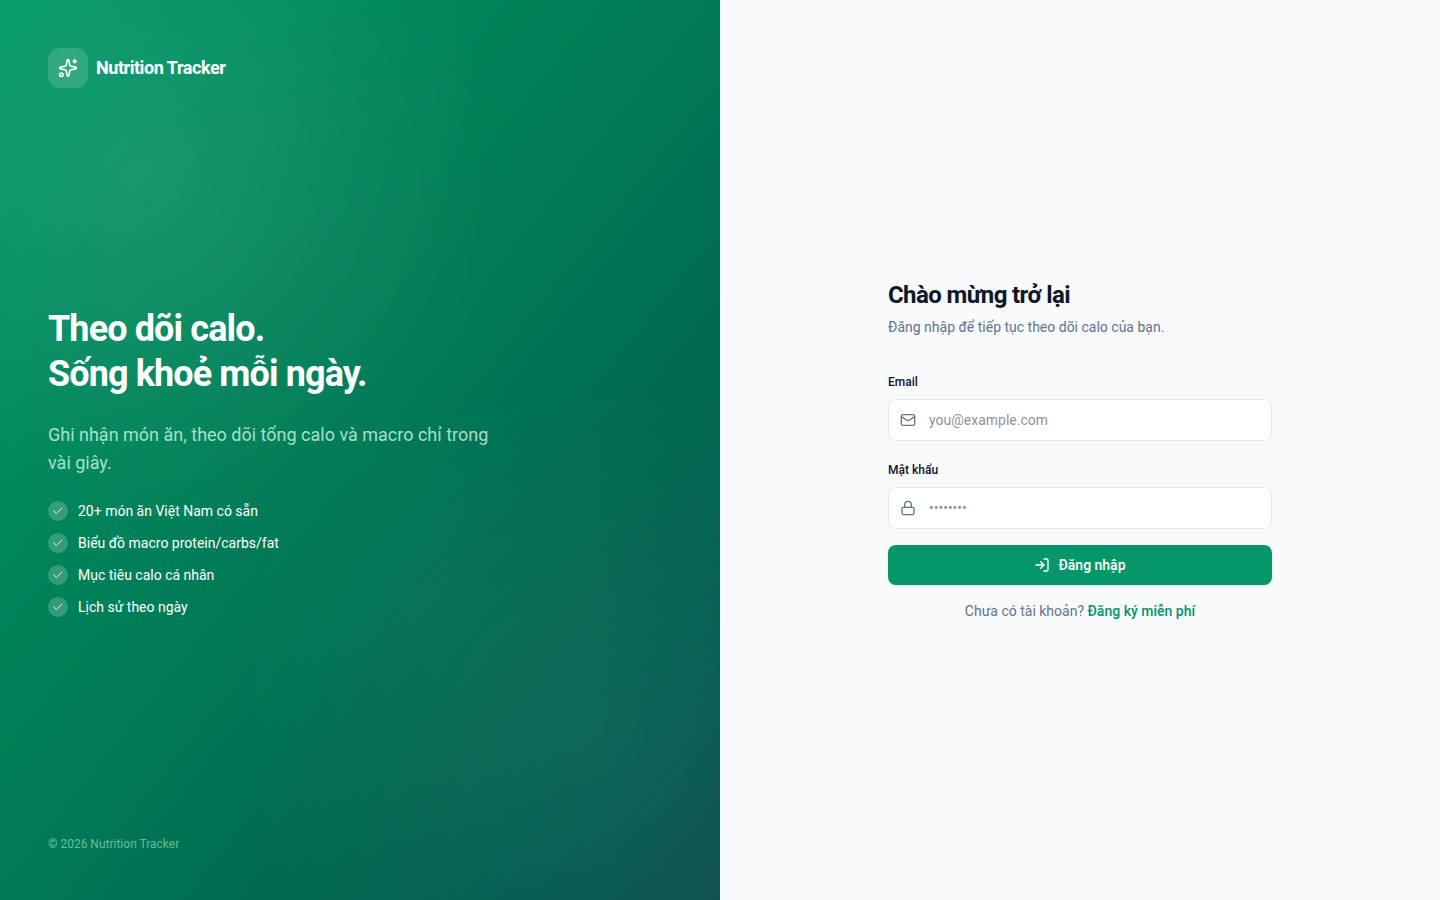 Nutrition Tracker
Theo dõi calo.
Sống khoẻ mỗi ngày.
Ghi nhận món ăn, theo dõi tổng calo và macro chỉ trong
vài giây.
20+ món ăn Việt Nam có sẵn
Biểu đồ macro protein/carbs/fat
Mục tiêu calo cá nhân
Lịch sử theo ngày
© 2026 Nutrition Tracker
Chào mừng trở lại
Đăng nhập để tiếp tục theo dõi calo của bạn.
Email
you@example.com
Mật khẩu
••••••••
Đăng nhập
Chưa có tài khoản? Đăng ký miễn phí